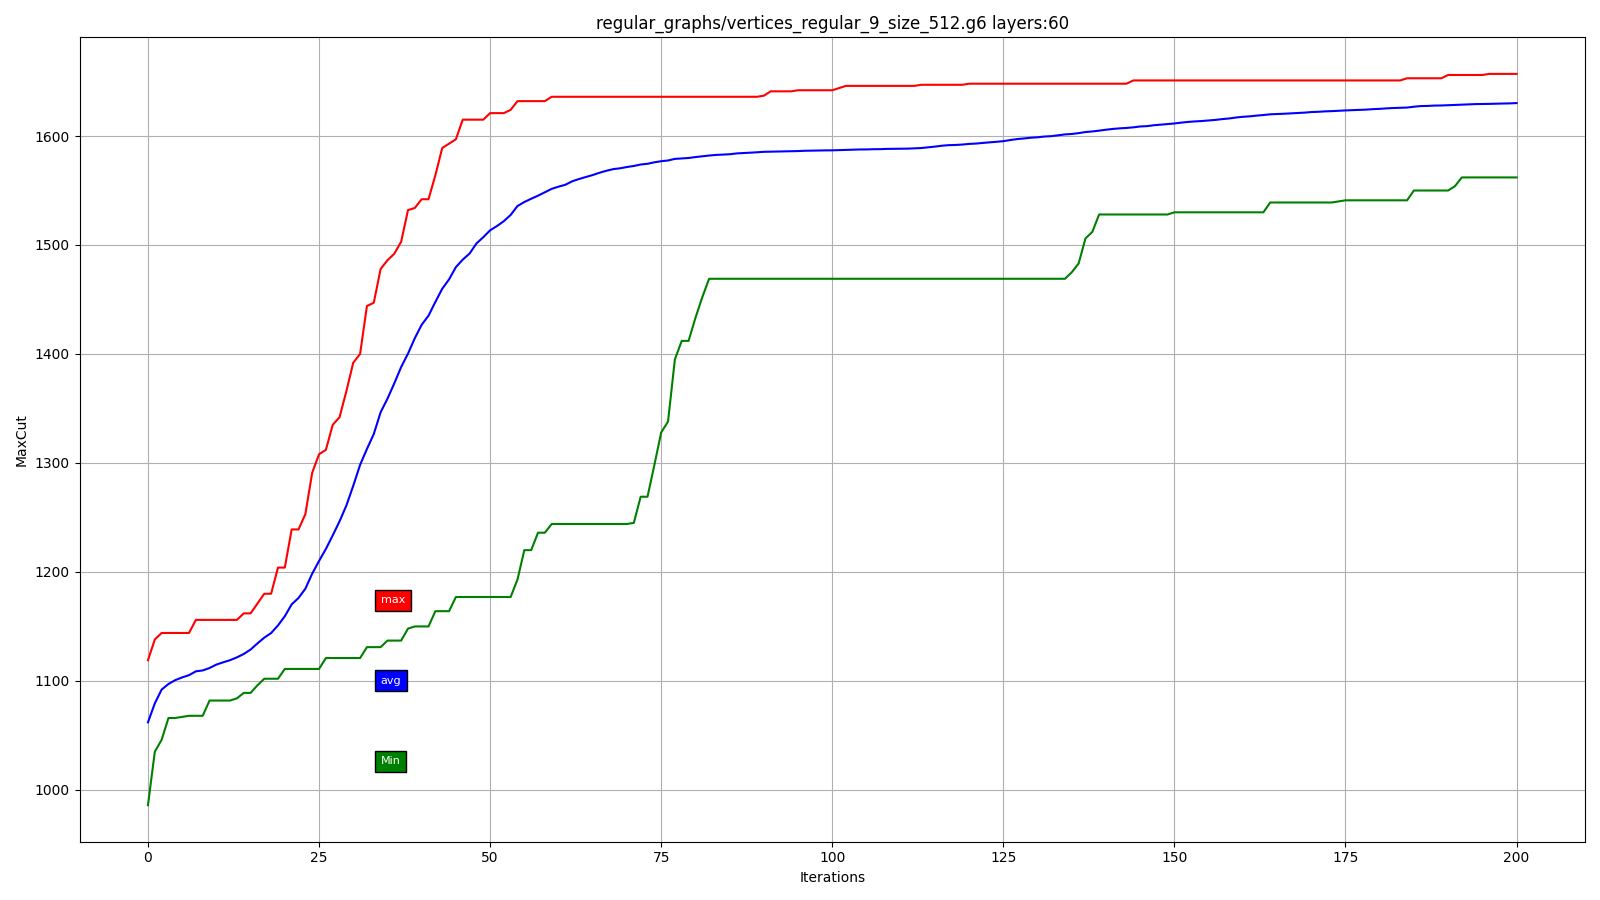 regular_graphs/vertices_regular_9_size_512.g6 layers:60
1600
1500
1400
1300
1200
1100
1000
MaxCut
max
avg
Min
0 25 50 75 100 125 150 175 200
Iterations